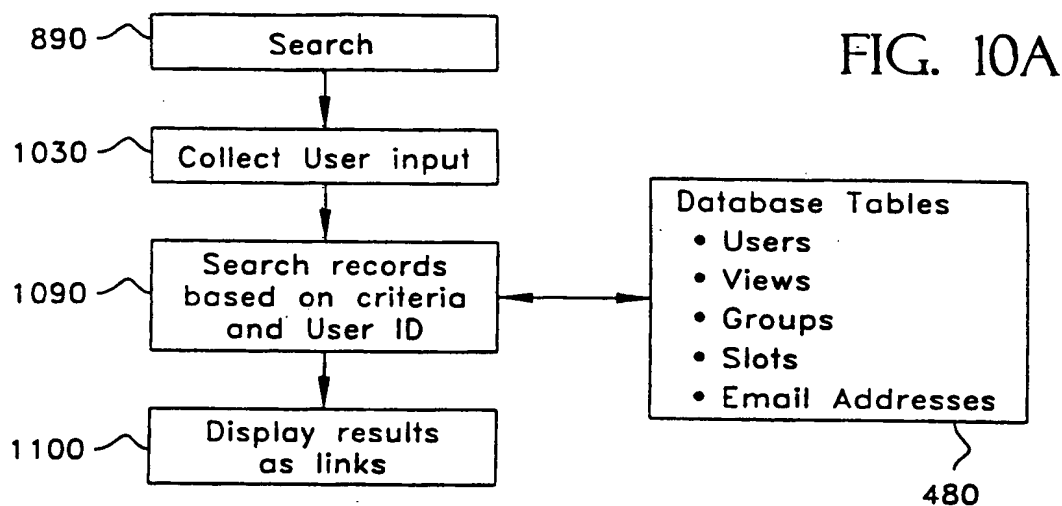 FIG. 10A
890
Search
1030
Collect User input
1090
Search records
based on criteria
and User ID
Database Tables
• Users
• Views
• Groups
• Slots
• Email Addresses
480
1100
Display results
as links